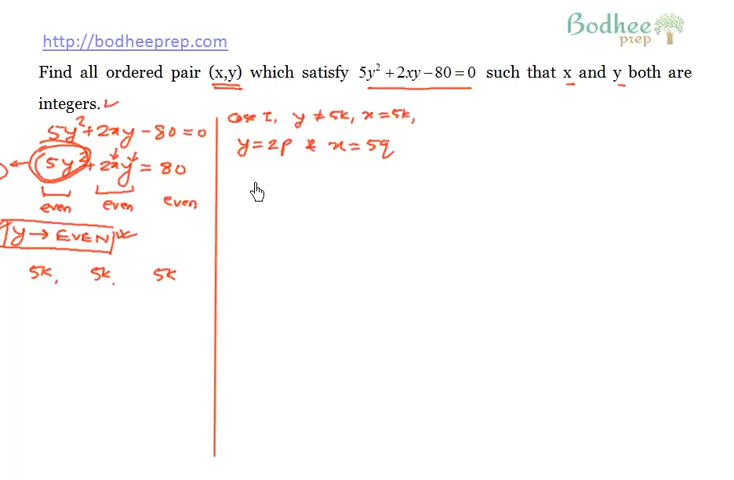 Bodhee
prep
http://bodheeprep.com
Find all ordered pair (x,y) which satisfy 5y² + 2xy − 80 = 0 such that x and y both are
integers.
5y² + 2xy − 80 = 0
5y² + 2xy = 80
even even even
y → EVEN
5k, 5k, 5k
Case I, y ≠ 5k, x = 5k,
y = 2p & x = 5q